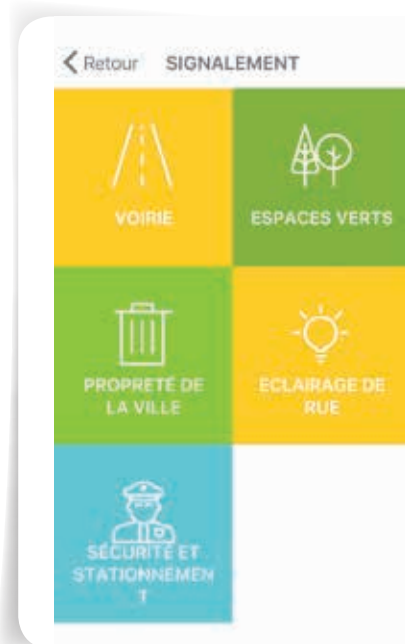 Retour SIGNALEMENT
VOIRIE
ESPACES VERTS
PROPRETÉ DE
LA VILLE
ECLAIRAGE DE
RUE
SÉCURITÉ ET
STATIONNEMEN
T